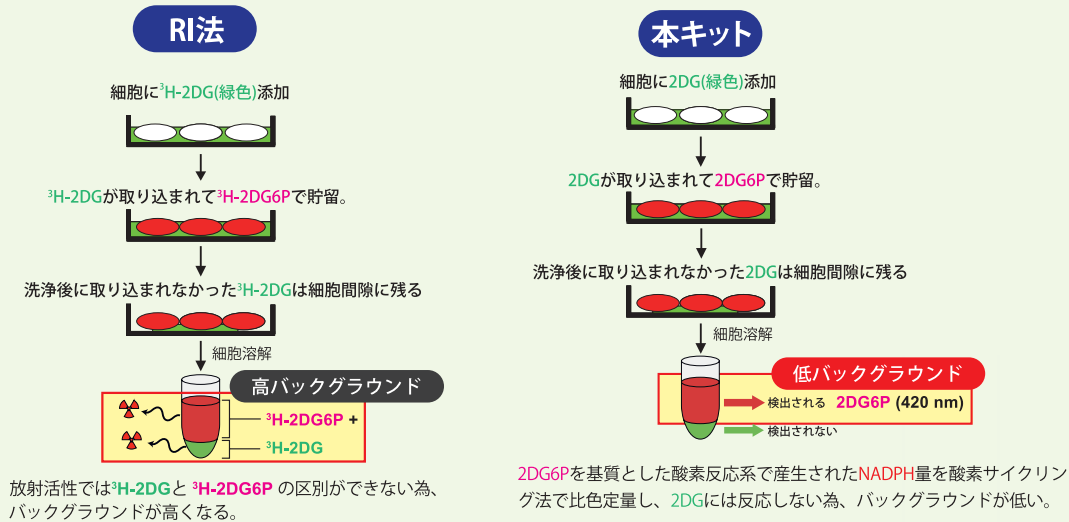 RI法
細胞に³H-2DG(緑色)添加
³H-2DGが取り込まれて³H-2DG6Pで貯留。
洗浄後に取り込まれなかった³H-2DGは細胞間隙に残る
細胞溶解
高バックグラウンド
³H-2DG6P +
³H-2DG
放射活性では³H-2DGと ³H-2DG6P の区別ができない為、
バックグラウンドが高くなる。
本キット
細胞に2DG(緑色)添加
2DGが取り込まれて2DG6Pで貯留。
洗浄後に取り込まれなかった2DGは細胞間隙に残る
細胞溶解
低バックグラウンド
検出される 2DG6P (420 nm)
検出されない
2DG6Pを基質とした酸素反応系で産生されたNADPH量を酸素サイクリン
グ法で比色定量し、2DGには反応しない為、バックグラウンドが低い。